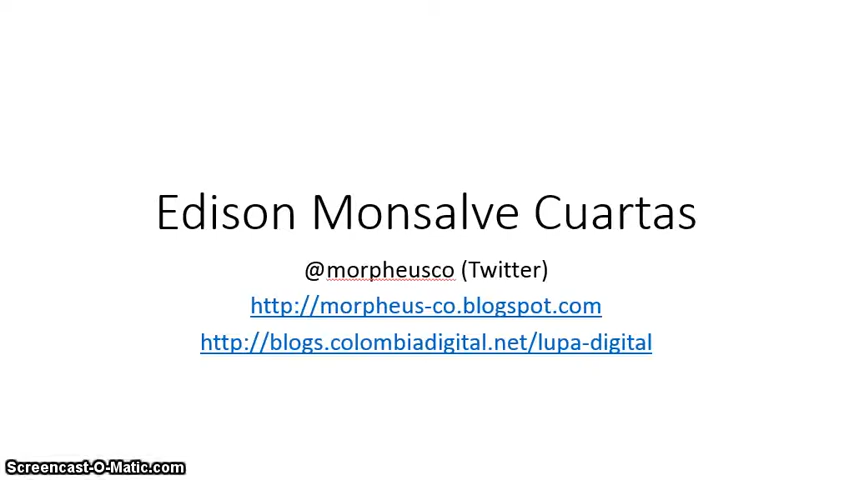 Edison Monsalve Cuartas
@morpheusco (Twitter)
http://morpheus-co.blogspot.com
http://blogs.colombiadigital.net/lupa-digital
Screencast-O-Matic.com